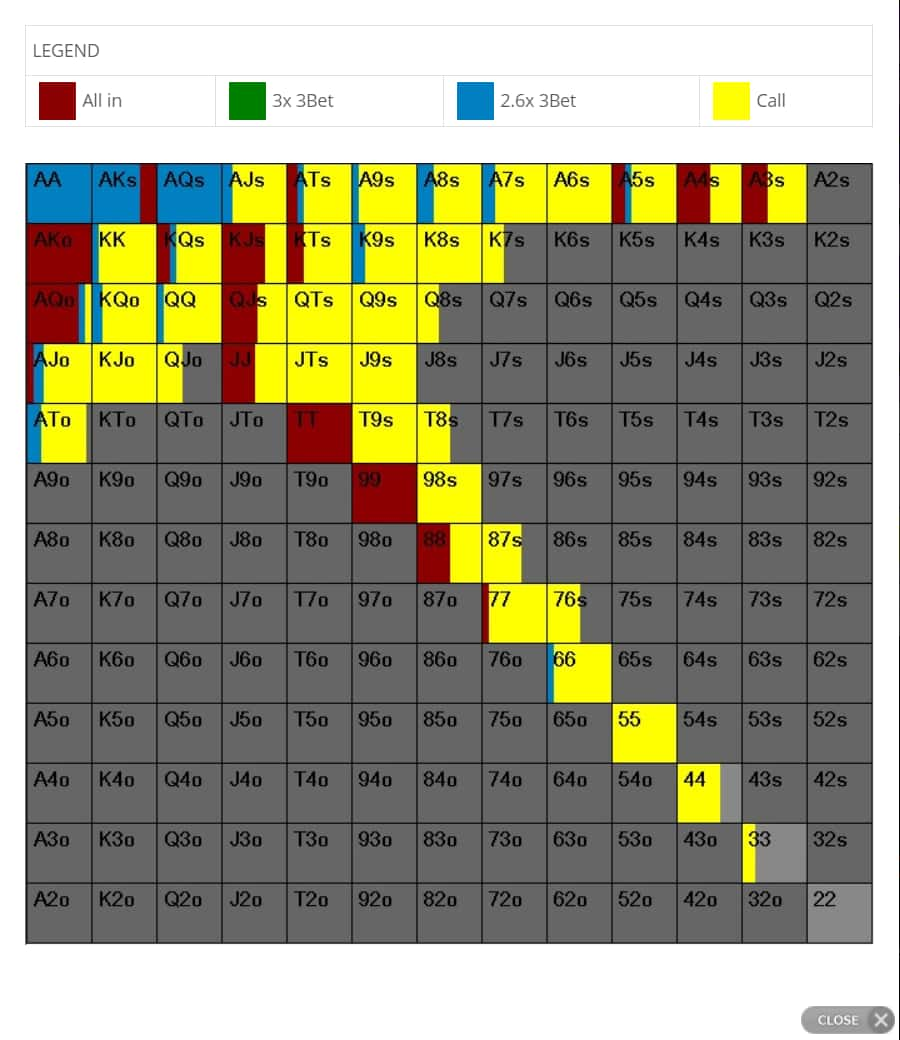 LEGEND
All in 3x 3Bet 2.6x 3Bet Call
AA AKs AQs AJs ATs A9s A8s A7s A6s A5s A4s A3s A2s
AKo KK KQs KJs KTs K9s K8s K7s K6s K5s K4s K3s K2s
AQo KQo QQ QJs QTs Q9s Q8s Q7s Q6s Q5s Q4s Q3s Q2s
AJo KJo QJo JJ JTs J9s J8s J7s J6s J5s J4s J3s J2s
ATo KTo QTo JTo TT T9s T8s T7s T6s T5s T4s T3s T2s
A9o K9o Q9o J9o T9o 99 98s 97s 96s 95s 94s 93s 92s
A8o K8o Q8o J8o T8o 98o 88 87s 86s 85s 84s 83s 82s
A7o K7o Q7o J7o T7o 97o 87o 77 76s 75s 74s 73s 72s
A6o K6o Q6o J6o T6o 96o 86o 76o 66 65s 64s 63s 62s
A5o K5o Q5o J5o T5o 95o 85o 75o 65o 55 54s 53s 52s
A4o K4o Q4o J4o T4o 94o 84o 74o 64o 54o 44 43s 42s
A3o K3o Q3o J3o T3o 93o 83o 73o 63o 53o 43o 33 32s
A2o K2o Q2o J2o T2o 92o 82o 72o 62o 52o 42o 32o 22
CLOSE